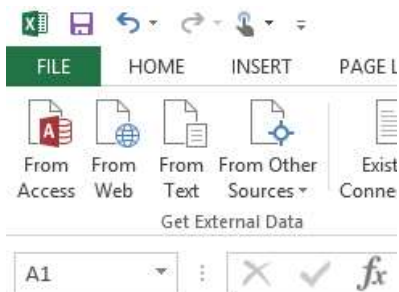 FILE HOME INSERT PAGE L
From Access From Web From Text From Other Sources Exist Conne
Get External Data
A1 fx